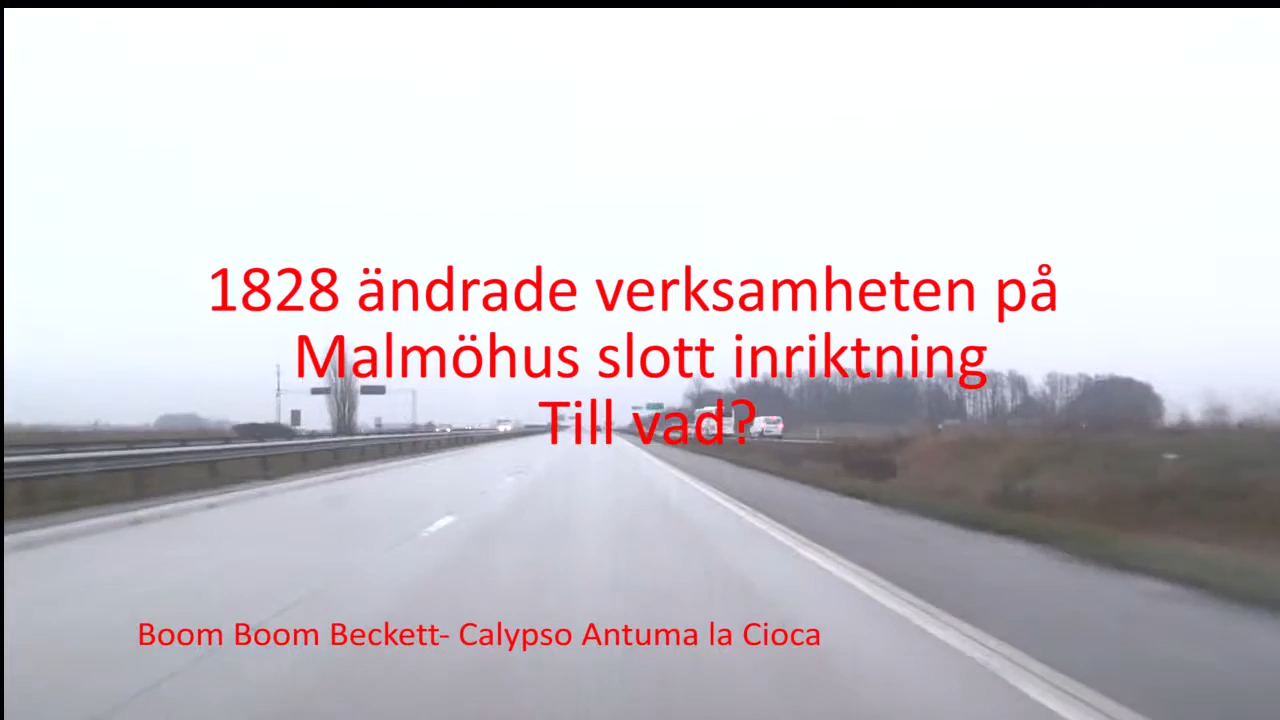 1828 ändrade verksamheten på
Malmöhus slott inriktning
Till vad?
Boom Boom Beckett- Calypso Antuma la Cioca